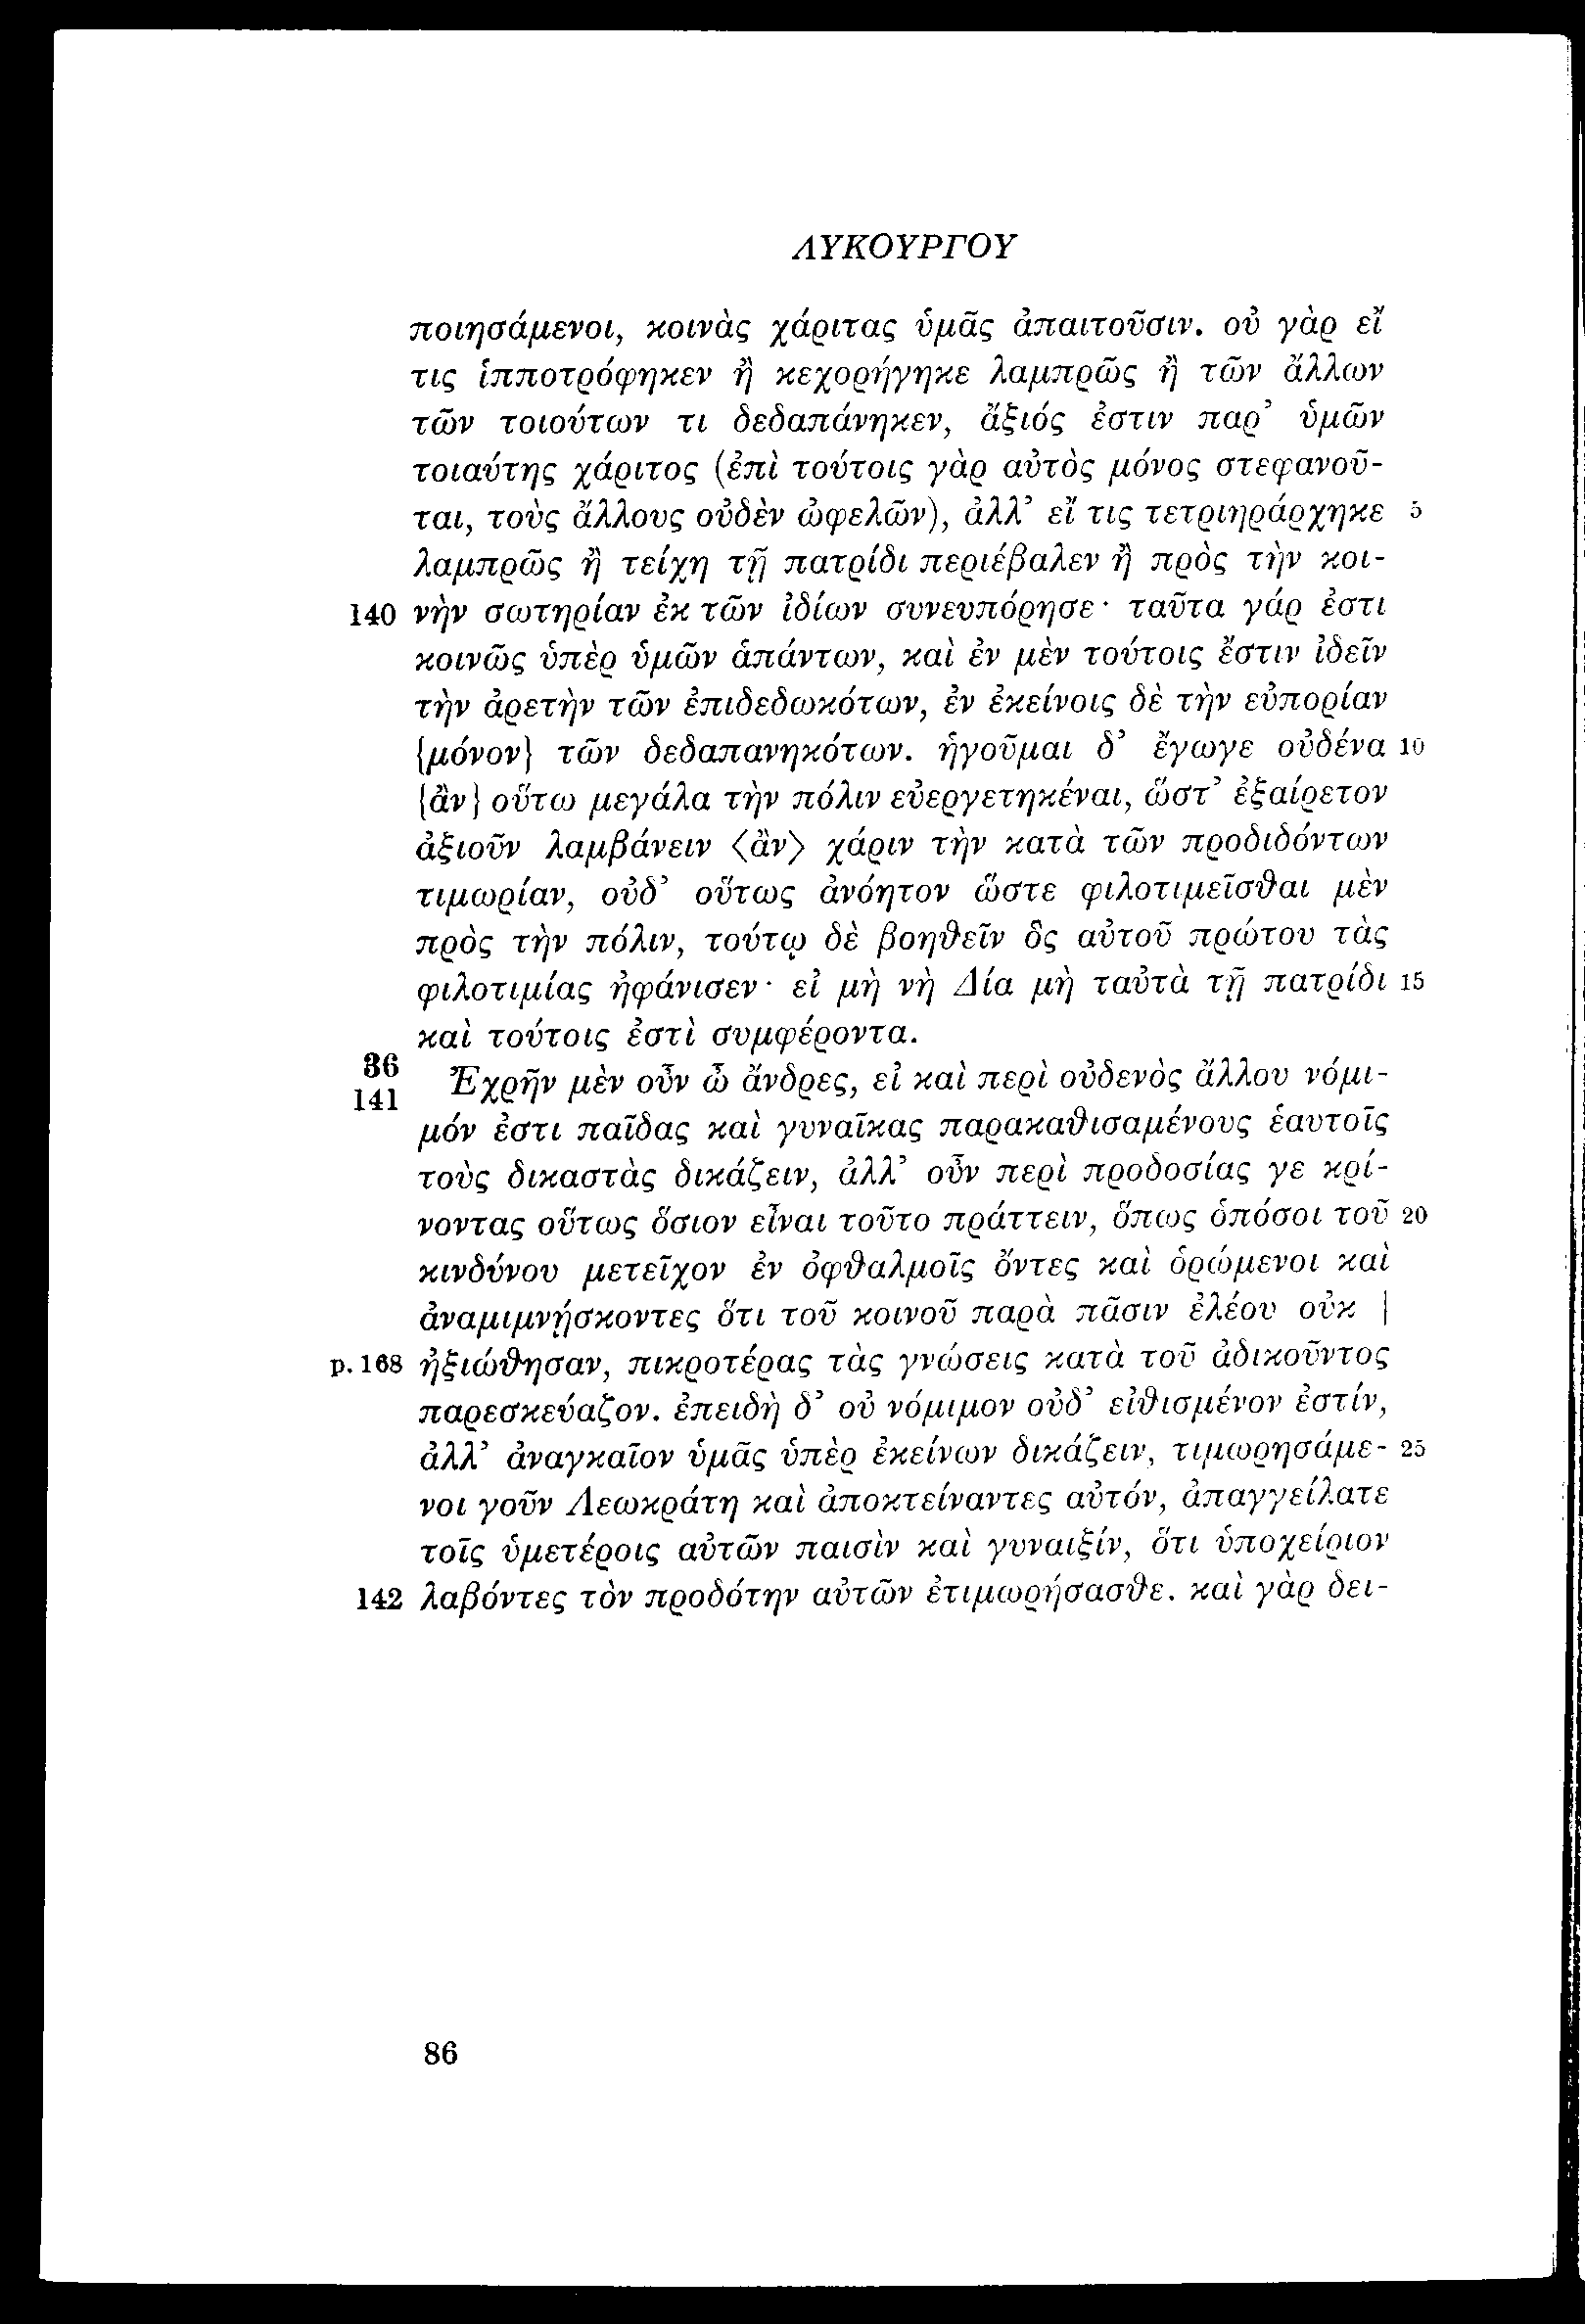 ΛΥΚΟΥΡΓΟΥ
ποιησάμενοι, κοινὰς χάριτας ὑμᾶς ἀπαιτοῦσιν. οὐ γὰρ εἴ
τις ἱπποτρόφηκεν ἢ κεχορήγηκε λαμπρῶς ἢ τῶν ἄλλων
τῶν τοιούτων τι δεδαπάνηκεν, ἄξιός ἐστιν παρ’ ὑμῶν
τοιαύτης χάριτος (ἐπὶ τούτοις γὰρ αὐτὸς μόνος στεφανοῦ-
ται, τοὺς ἄλλους οὐδὲν ὠφελῶν), ἀλλ’ εἴ τις τετριηράρχηκε 5
λαμπρῶς ἢ τείχη τῇ πατρίδι περιέβαλεν ἢ πρὸς τὴν κοι-
140 νὴν σωτηρίαν ἐκ τῶν ἰδίων συνευπόρησε· ταῦτα γάρ ἐστι
κοινῶς ὑπὲρ ὑμῶν ἁπάντων, καὶ ἐν μὲν τούτοις ἔστιν ἰδεῖν
τὴν ἀρετὴν τῶν ἐπιδεδωκότων, ἐν ἐκείνοις δὲ τὴν εὐπορίαν
{μόνον} τῶν δεδαπανηκότων. ἡγοῦμαι δ’ ἔγωγε οὐδένα 10
{ἂν} οὕτω μεγάλα τὴν πόλιν εὐεργετηκέναι, ὥστ’ ἐξαίρετον
ἀξιοῦν λαμβάνειν ⟨ἂν⟩ χάριν τὴν κατὰ τῶν προδιδόντων
τιμωρίαν, οὐδ’ οὕτως ἀνόητον ὥστε φιλοτιμεῖσθαι μὲν
πρὸς τὴν πόλιν, τούτῳ δὲ βοηθεῖν ὃς αὐτοῦ πρώτου τὰς
φιλοτιμίας ἠφάνισεν· εἰ μὴ νὴ Δία μὴ ταὐτὰ τῇ πατρίδι 15
καὶ τούτοις ἐστὶ συμφέροντα.
36
141 Ἐχρῆν μὲν οὖν ὦ ἄνδρες, εἰ καὶ περὶ οὐδενὸς ἄλλου νόμι-
μόν ἐστι παῖδας καὶ γυναῖκας παρακαθισαμένους ἑαυτοῖς
τοὺς δικαστὰς δικάζειν, ἀλλ’ οὖν περὶ προδοσίας γε κρί-
νοντας οὕτως ὅσιον εἶναι τοῦτο πράττειν, ὅπως ὁπόσοι τοῦ 20
κινδύνου μετεῖχον ἐν ὀφθαλμοῖς ὄντες καὶ ὁρώμενοι καὶ
ἀναμιμνῄσκοντες ὅτι τοῦ κοινοῦ παρὰ πᾶσιν ἐλέου οὐκ |
p. 168 ἠξιώθησαν, πικροτέρας τὰς γνώσεις κατὰ τοῦ ἀδικοῦντος
παρεσκεύαζον. ἐπειδὴ δ’ οὐ νόμιμον οὐδ’ εἰθισμένον ἐστίν,
ἀλλ’ ἀναγκαῖον ὑμᾶς ὑπὲρ ἐκείνων δικάζειν, τιμωρησάμε- 25
νοι γοῦν Λεωκράτη καὶ ἀποκτείναντες αὐτόν, ἀπαγγείλατε
τοῖς ὑμετέροις αὐτῶν παισὶν καὶ γυναιξίν, ὅτι ὑποχείριον
142 λαβόντες τὸν προδότην αὐτῶν ἐτιμωρήσασθε. καὶ γὰρ δει-
86